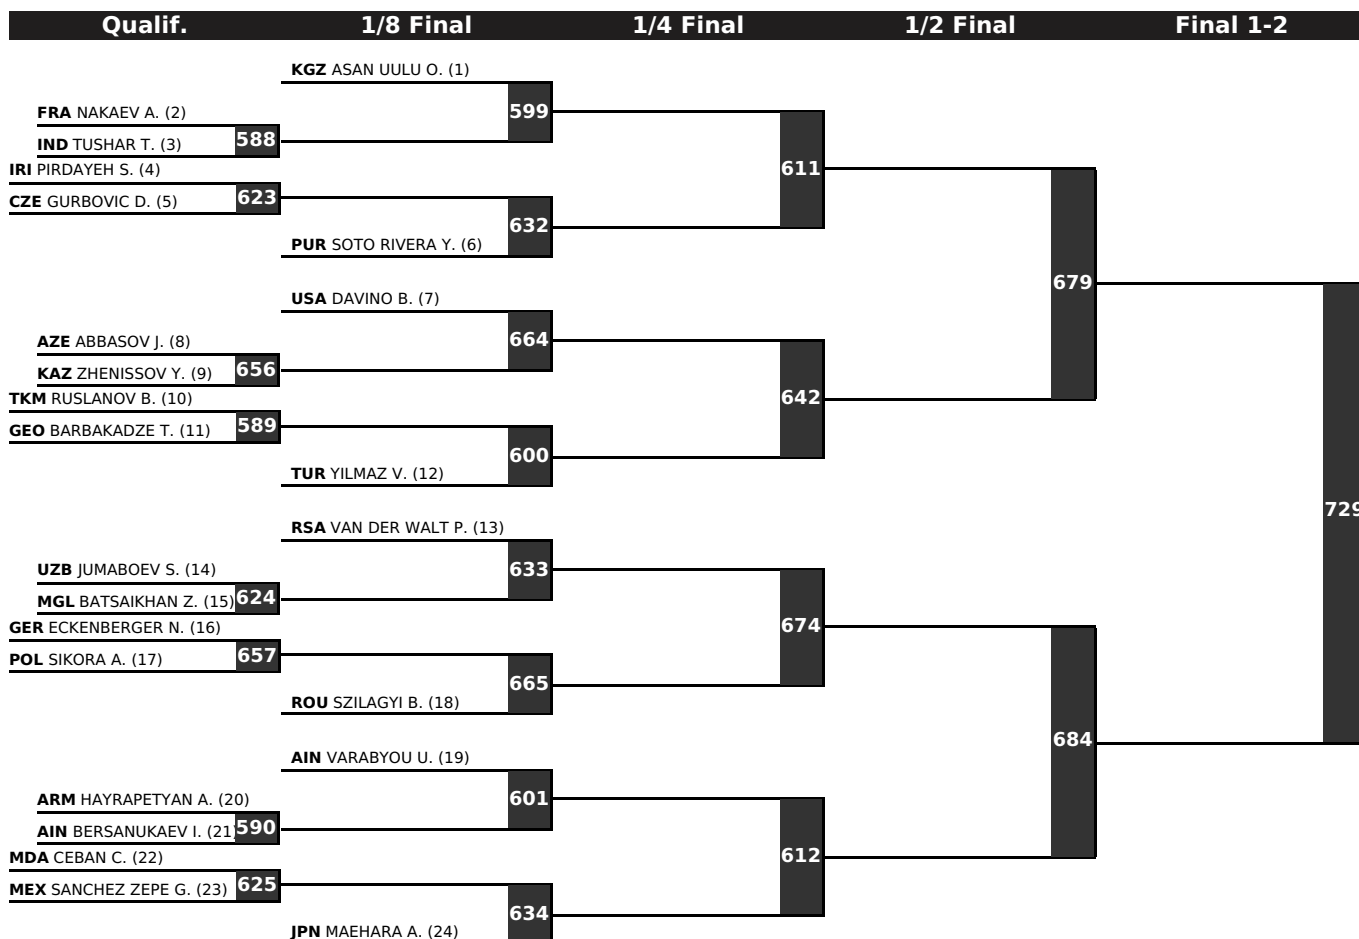 Qualif. 1/8 Final 1/4 Final 1/2 Final Final 1-2
KGZ ASAN UULU O. (1)
599
FRA NAKAEV A. (2)
588
IND TUSHAR T. (3)
611
IRI PIRDAYEH S. (4)
623
CZE GURBOVIC D. (5)
632
PUR SOTO RIVERA Y. (6)
679
USA DAVINO B. (7)
664
AZE ABBASOV J. (8)
656
KAZ ZHENISSOV Y. (9)
642
TKM RUSLANOV B. (10)
589
GEO BARBAKADZE T. (11)
600
TUR YILMAZ V. (12)
729
RSA VAN DER WALT P. (13)
633
UZB JUMABOEV S. (14)
624
MGL BATSAIKHAN Z. (15)
674
GER ECKENBERGER N. (16)
657
POL SIKORA A. (17)
665
ROU SZILAGYI B. (18)
684
AIN VARABYOU U. (19)
601
ARM HAYRAPETYAN A. (20)
590
AIN BERSANUKAEV I. (21)
612
MDA CEBAN C. (22)
625
MEX SANCHEZ ZEPE G. (23)
634
JPN MAEHARA A. (24)